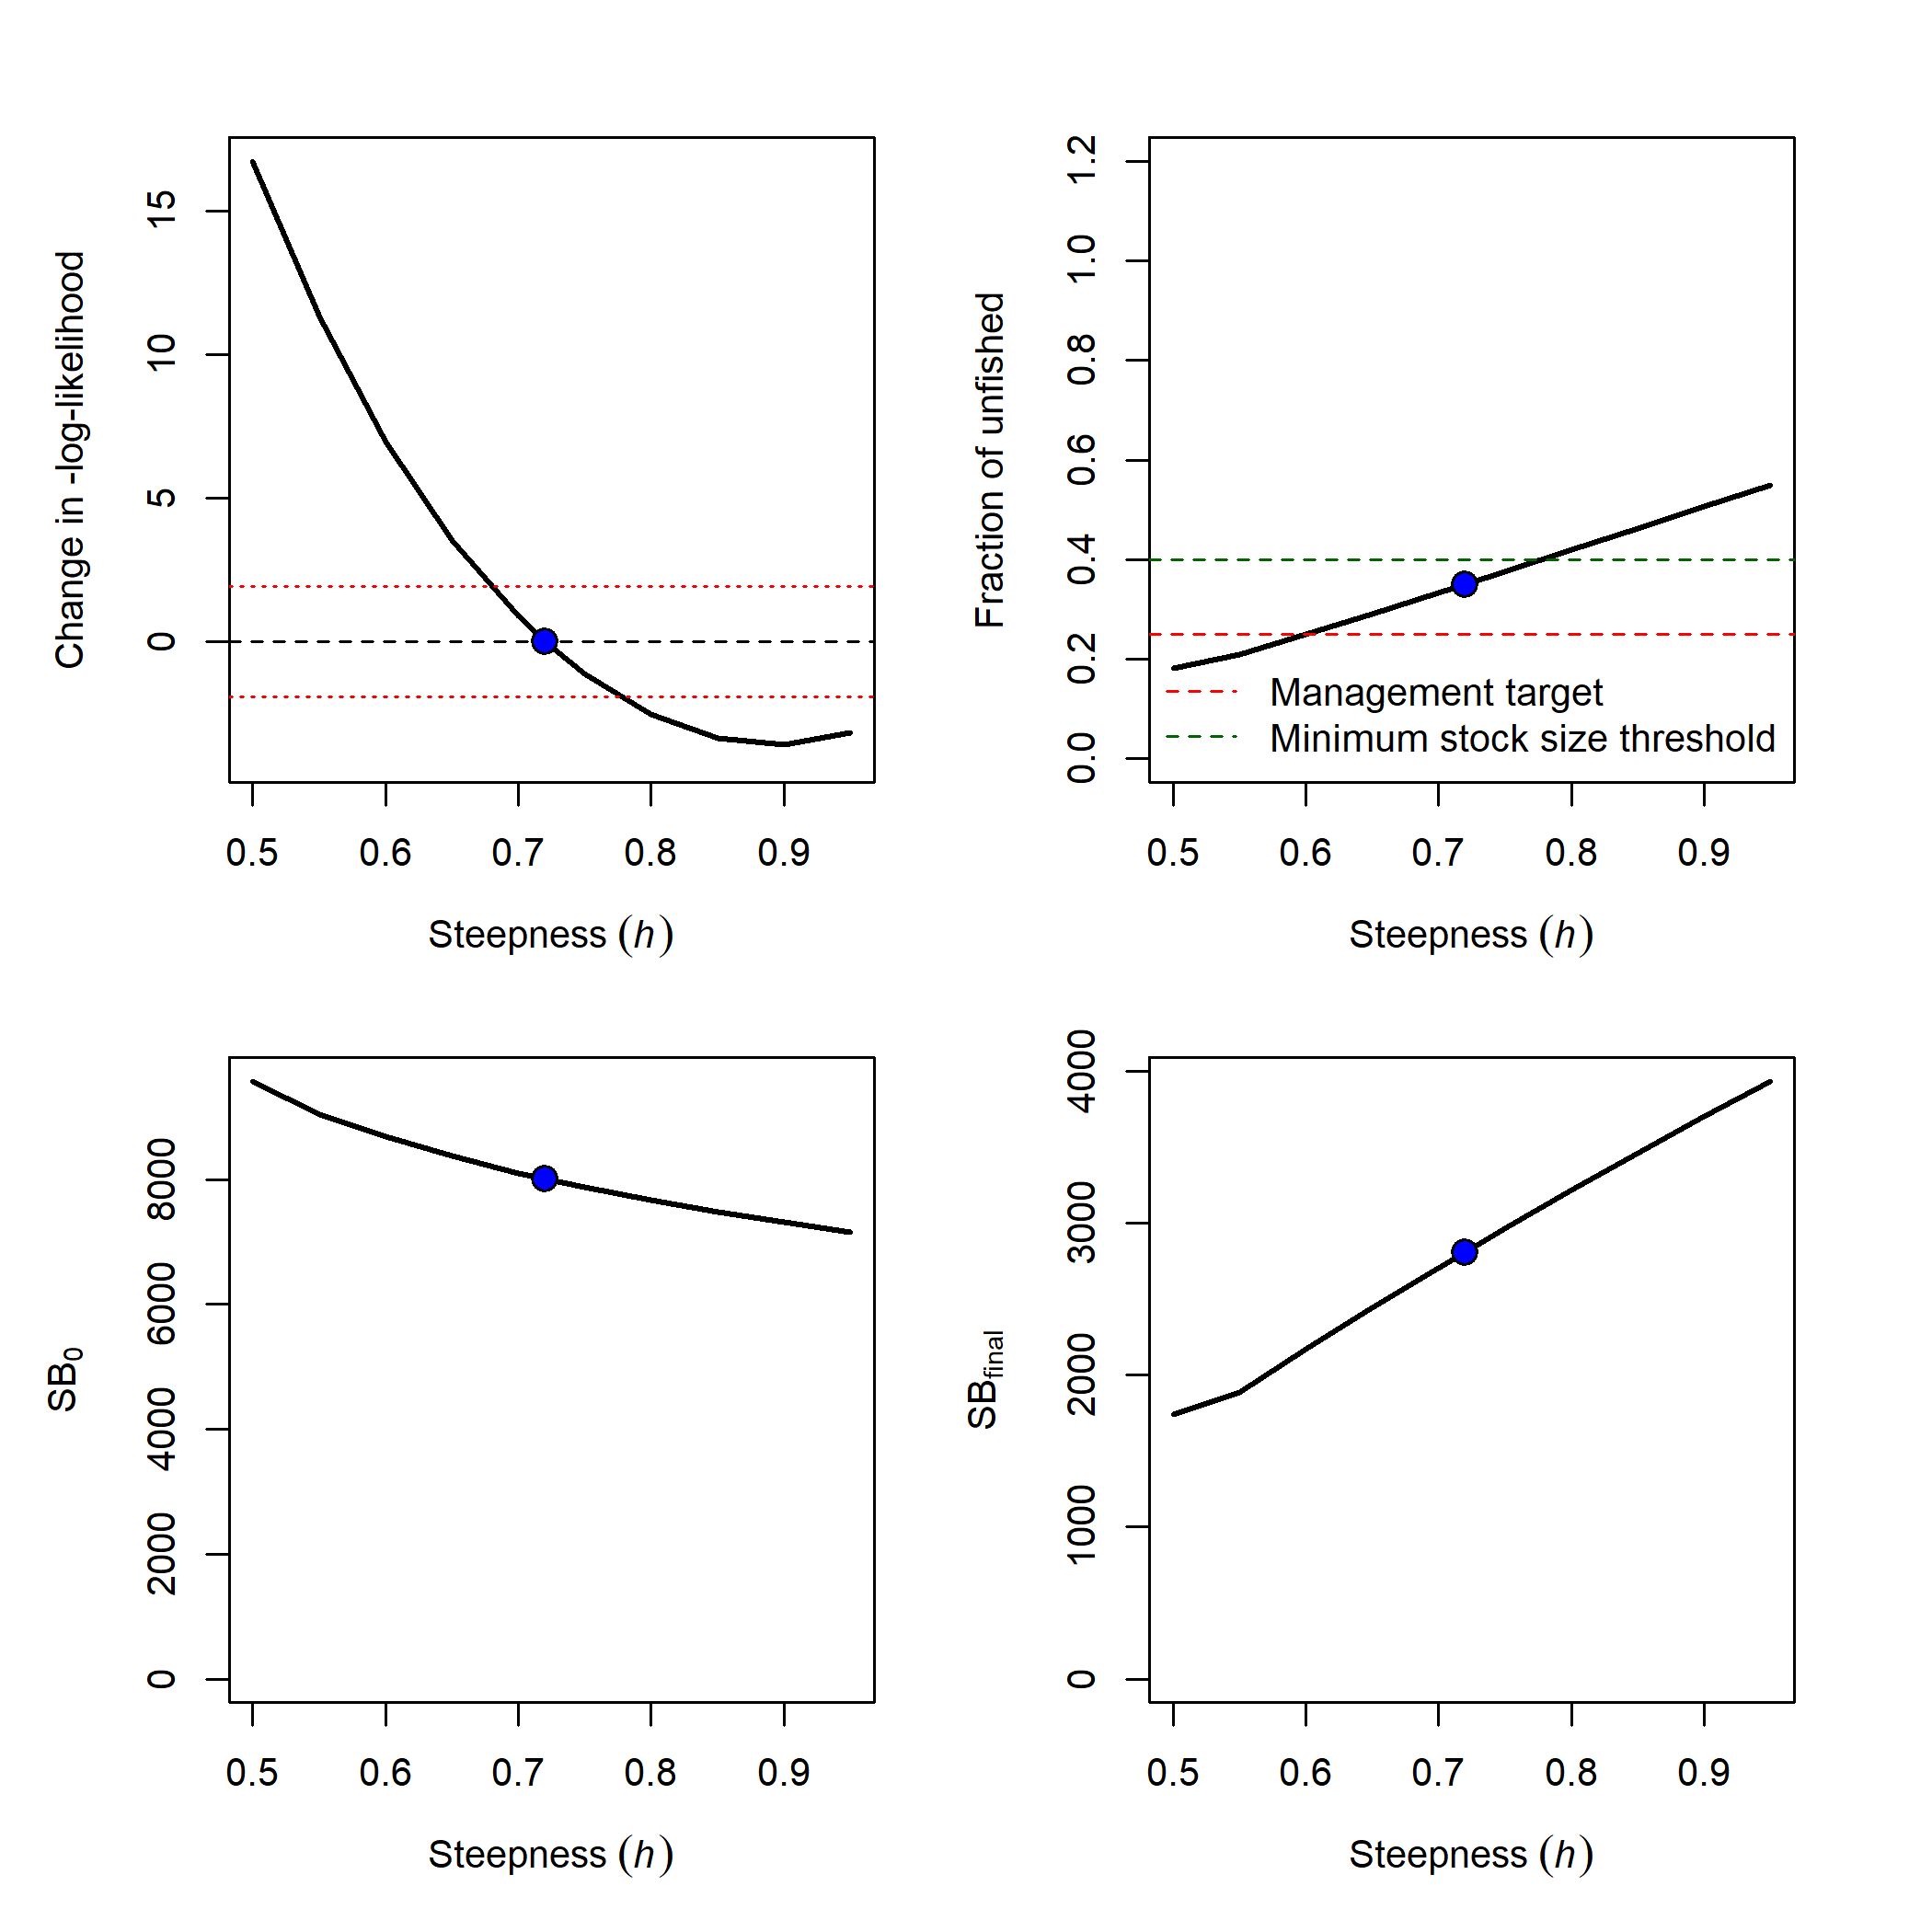 Change in -log-likelihood
15
10
5
0
0.5 0.6 0.7 0.8 0.9
Steepness (h)
Fraction of unfished
1.2
1.0
0.8
0.6
0.4
0.2
0.0
Management target
Minimum stock size threshold
0.5 0.6 0.7 0.8 0.9
Steepness (h)
SB0
8000
6000
4000
2000
0
0.5 0.6 0.7 0.8 0.9
Steepness (h)
SBfinal
4000
3000
2000
1000
0
0.5 0.6 0.7 0.8 0.9
Steepness (h)